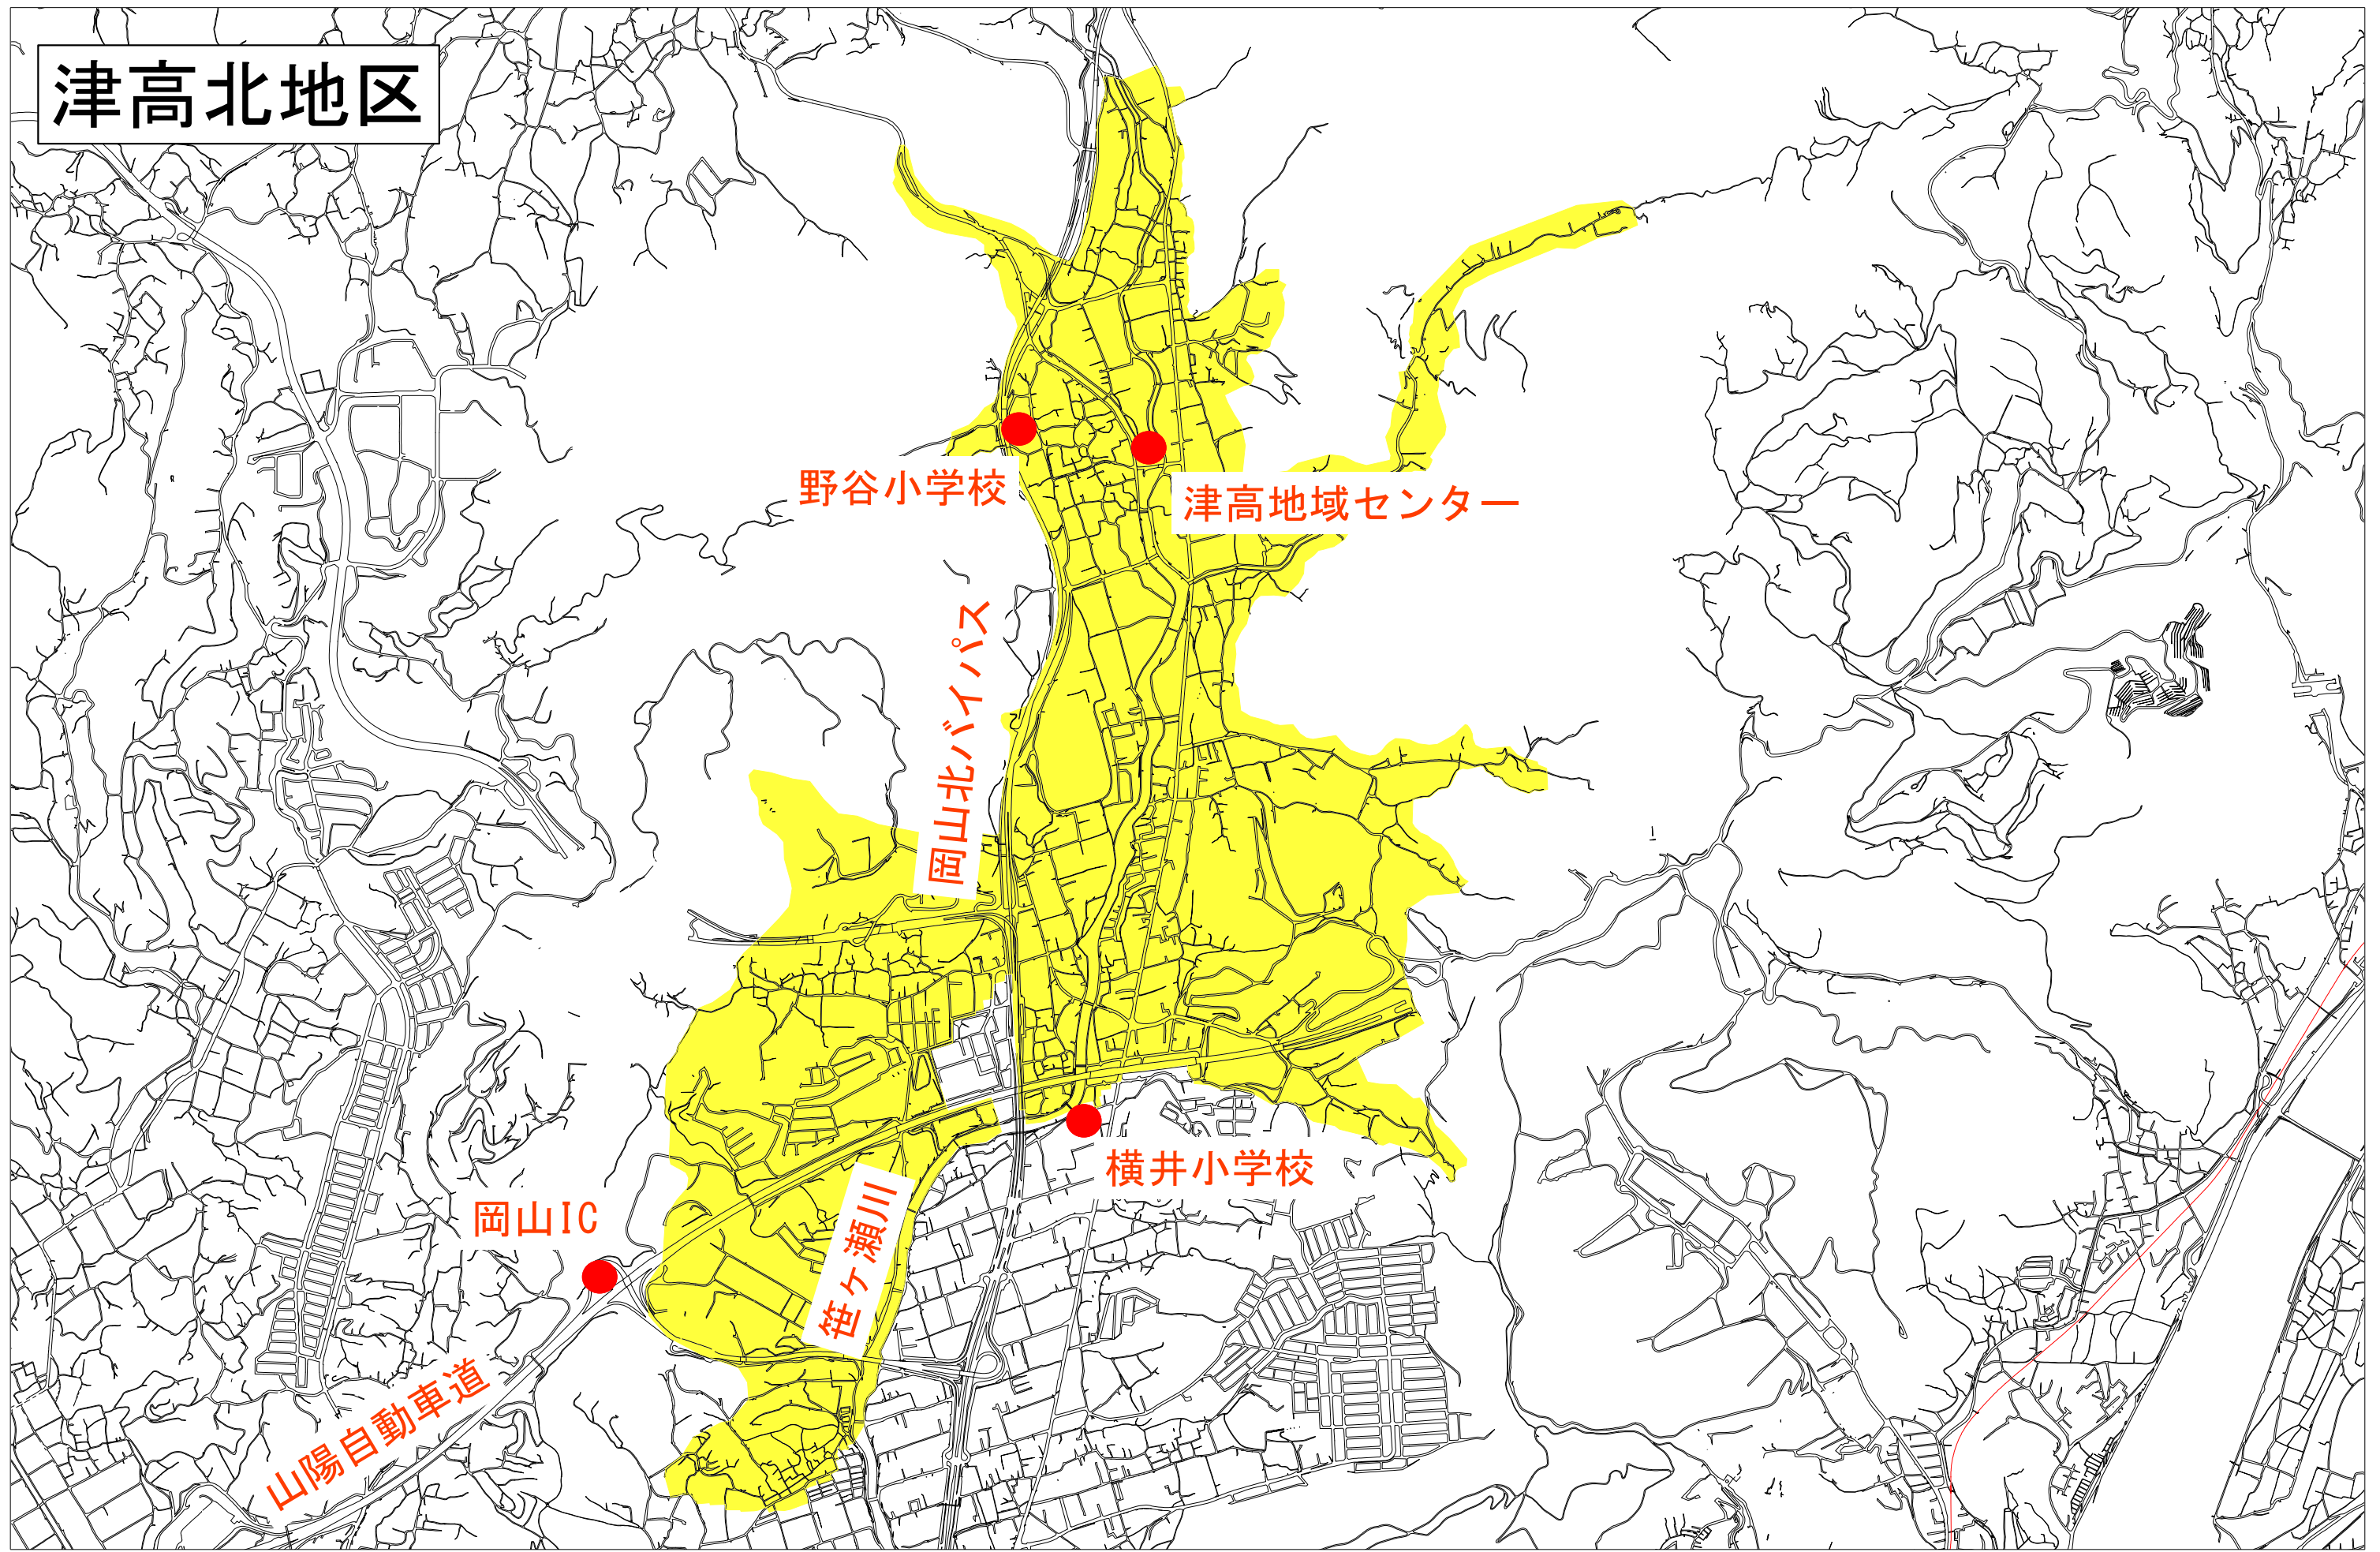 津高北地区
野谷小学校
津高地域センター
岡山北バイパス
横井小学校
岡山IC
笹ヶ瀬川
山陽自動車道